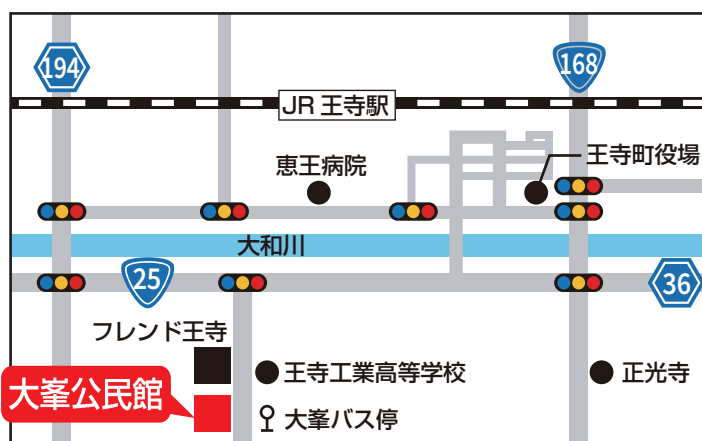 194
168
JR 王寺駅
恵王病院
王寺町役場
大和川
25
36
フレンド王寺
大峯公民館
王寺工業高等学校
正光寺
大峯バス停